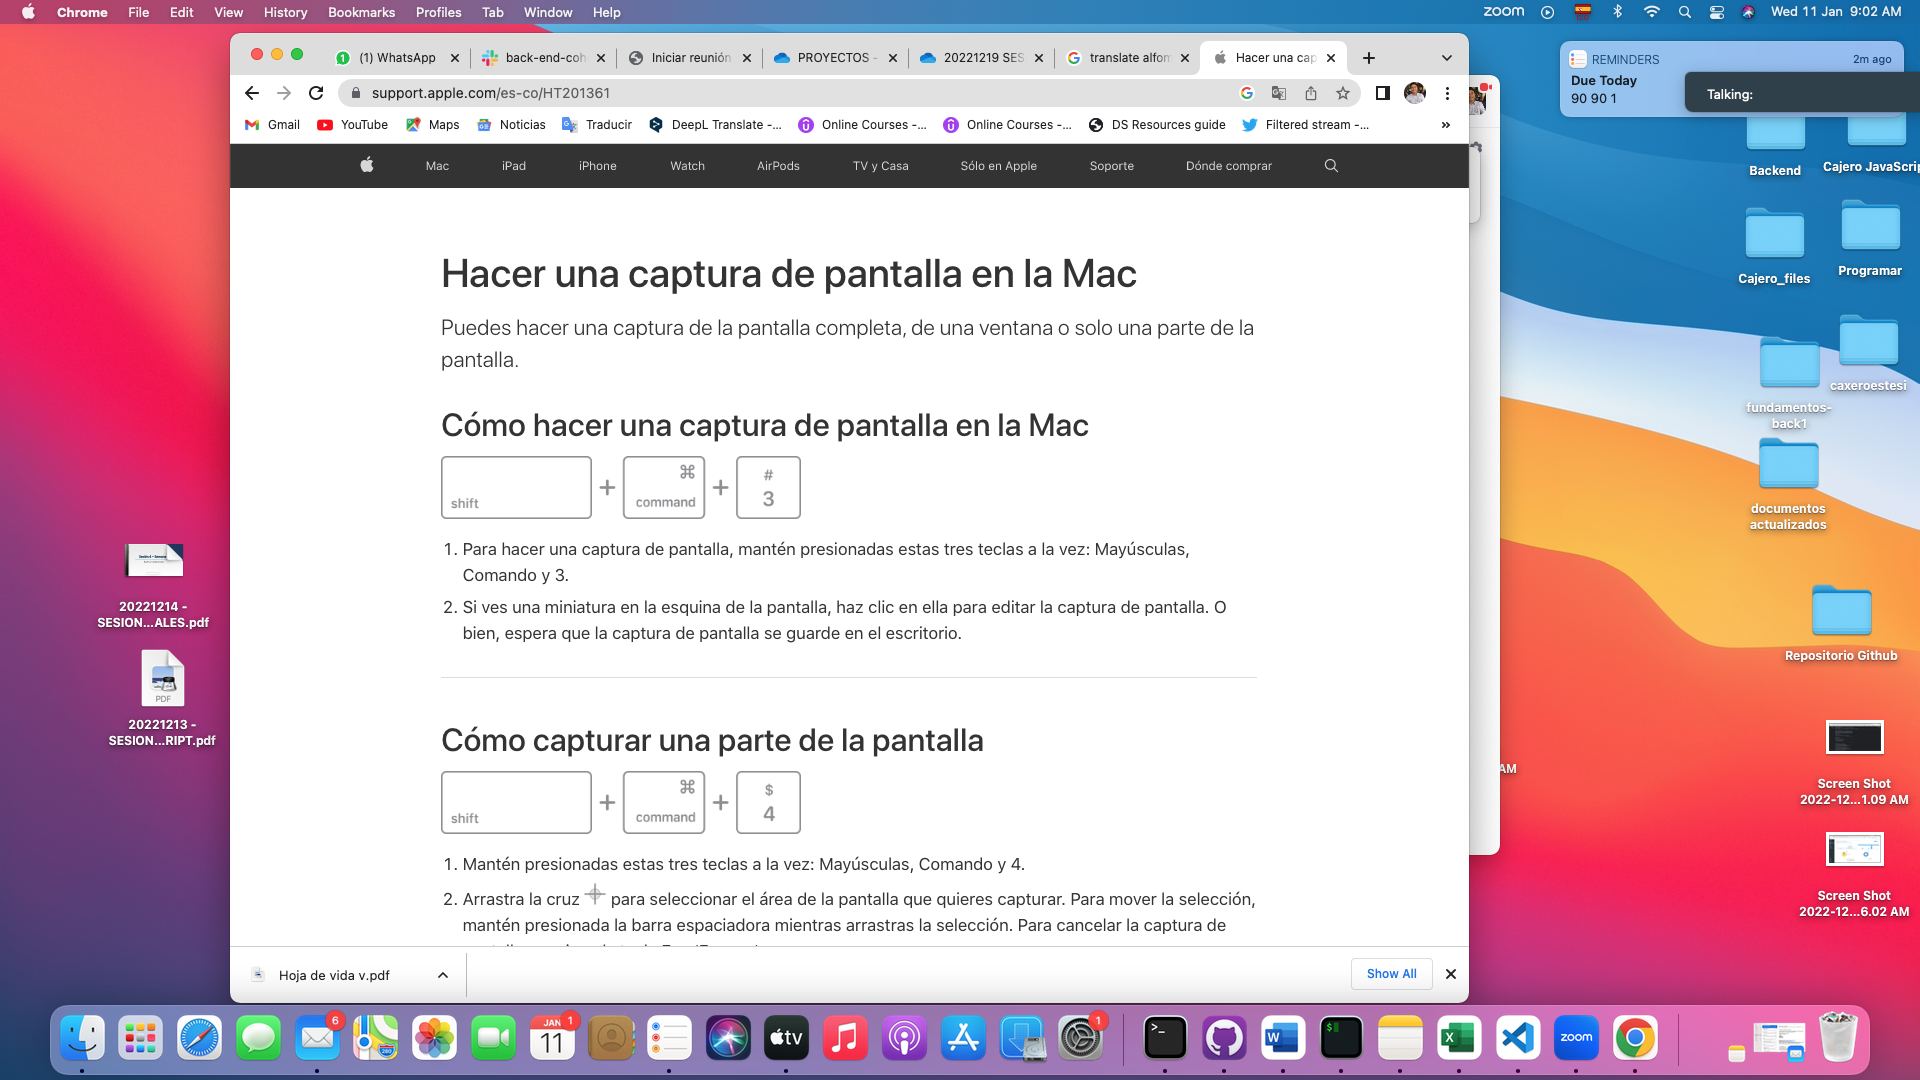 Chrome File Edit View History Bookmarks Profiles Tab Window Help
zoom Wed 11 Jan 9:02 AM
(1) WhatsApp
back-end-coh
Iniciar reunión
PROYECTOS -
20221219 SES
translate alfom
Hacer una cap
support.apple.com/es-co/HT201361
Gmail YouTube Maps Noticias Traducir DeepL Translate -... Online Courses -... Online Courses -... DS Resources guide Filtered stream -... »
Mac iPad iPhone Watch AirPods TV y Casa Sólo en Apple Soporte Dónde comprar
Hacer una captura de pantalla en la Mac
Puedes hacer una captura de la pantalla completa, de una ventana o solo una parte de la
pantalla.
Cómo hacer una captura de pantalla en la Mac
shift + ⌘ command + # 3
1. Para hacer una captura de pantalla, mantén presionadas estas tres teclas a la vez: Mayúsculas,
Comando y 3.
2. Si ves una miniatura en la esquina de la pantalla, haz clic en ella para editar la captura de pantalla. O
bien, espera que la captura de pantalla se guarde en el escritorio.
Cómo capturar una parte de la pantalla
shift + ⌘ command + $ 4
1. Mantén presionadas estas tres teclas a la vez: Mayúsculas, Comando y 4.
2. Arrastra la cruz para seleccionar el área de la pantalla que quieres capturar. Para mover la selección,
mantén presionada la barra espaciadora mientras arrastras la selección. Para cancelar la captura de
Hoja de vida v.pdf
Show All
REMINDERS 2m ago
Due Today
90 90 1
Talking:
Backend
Cajero JavaScrip
Cajero_files
Programar
fundamentos-
back1
caxeroestesi
documentos
actualizados
Repositorio Github
AM
Screen Shot
2022-12...1.09 AM
Screen Shot
2022-12...6.02 AM
20221214 -
SESION...ALES.pdf
PDF
20221213 -
SESION...RIPT.pdf
6
280
JAN 1
11
tv
1
>_
W
$
X
zoom